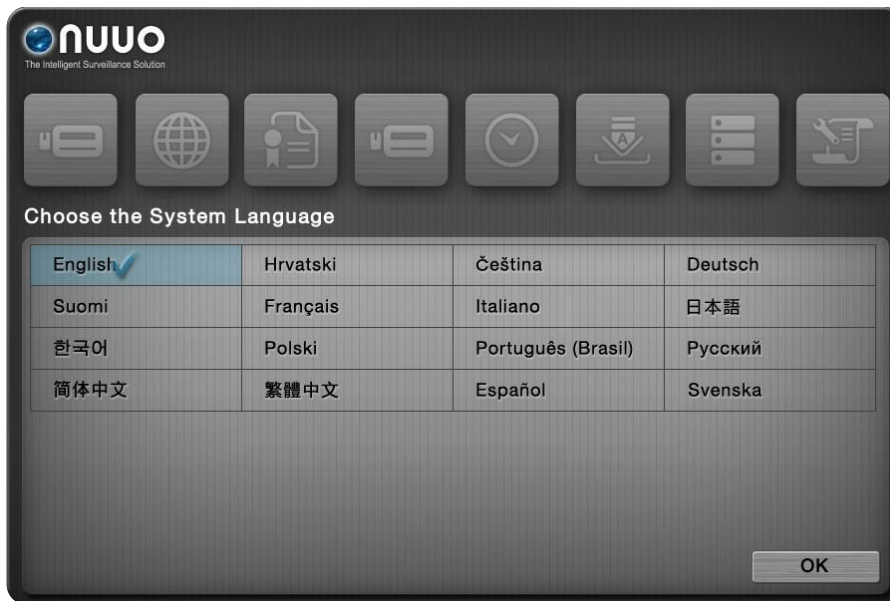 nuuo
The Intelligent Surveillance Solution
A
Choose the System Language
English Hrvatski Čeština Deutsch
Suomi Français Italiano 日本語
한국어 Polski Português (Brasil) Русский
简体中文 繁體中文 Español Svenska
OK